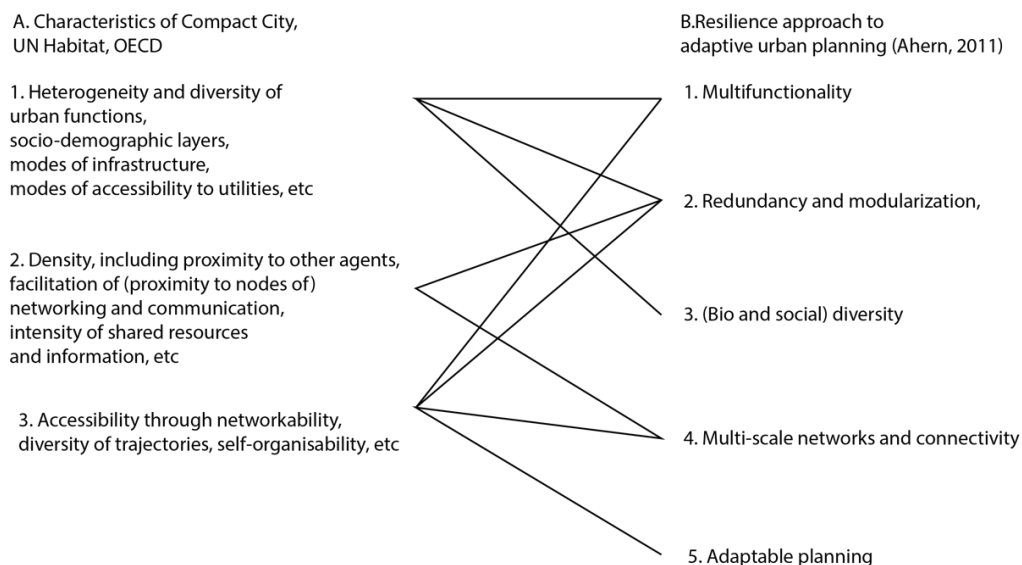 A. Characteristics of Compact City,
UN Habitat, OECD
1. Heterogeneity and diversity of
urban functions,
socio-demographic layers,
modes of infrastructure,
modes of accessibility to utilities, etc
2. Density, including proximity to other agents,
facilitation of (proximity to nodes of)
networking and communication,
intensity of shared resources
and information, etc
3. Accessibility through networkability,
diversity of trajectories, self-organisability, etc
B.Resilience approach to
adaptive urban planning (Ahern, 2011)
1. Multifunctionality
2. Redundancy and modularization,
3. (Bio and social) diversity
4. Multi-scale networks and connectivity
5. Adaptable planning